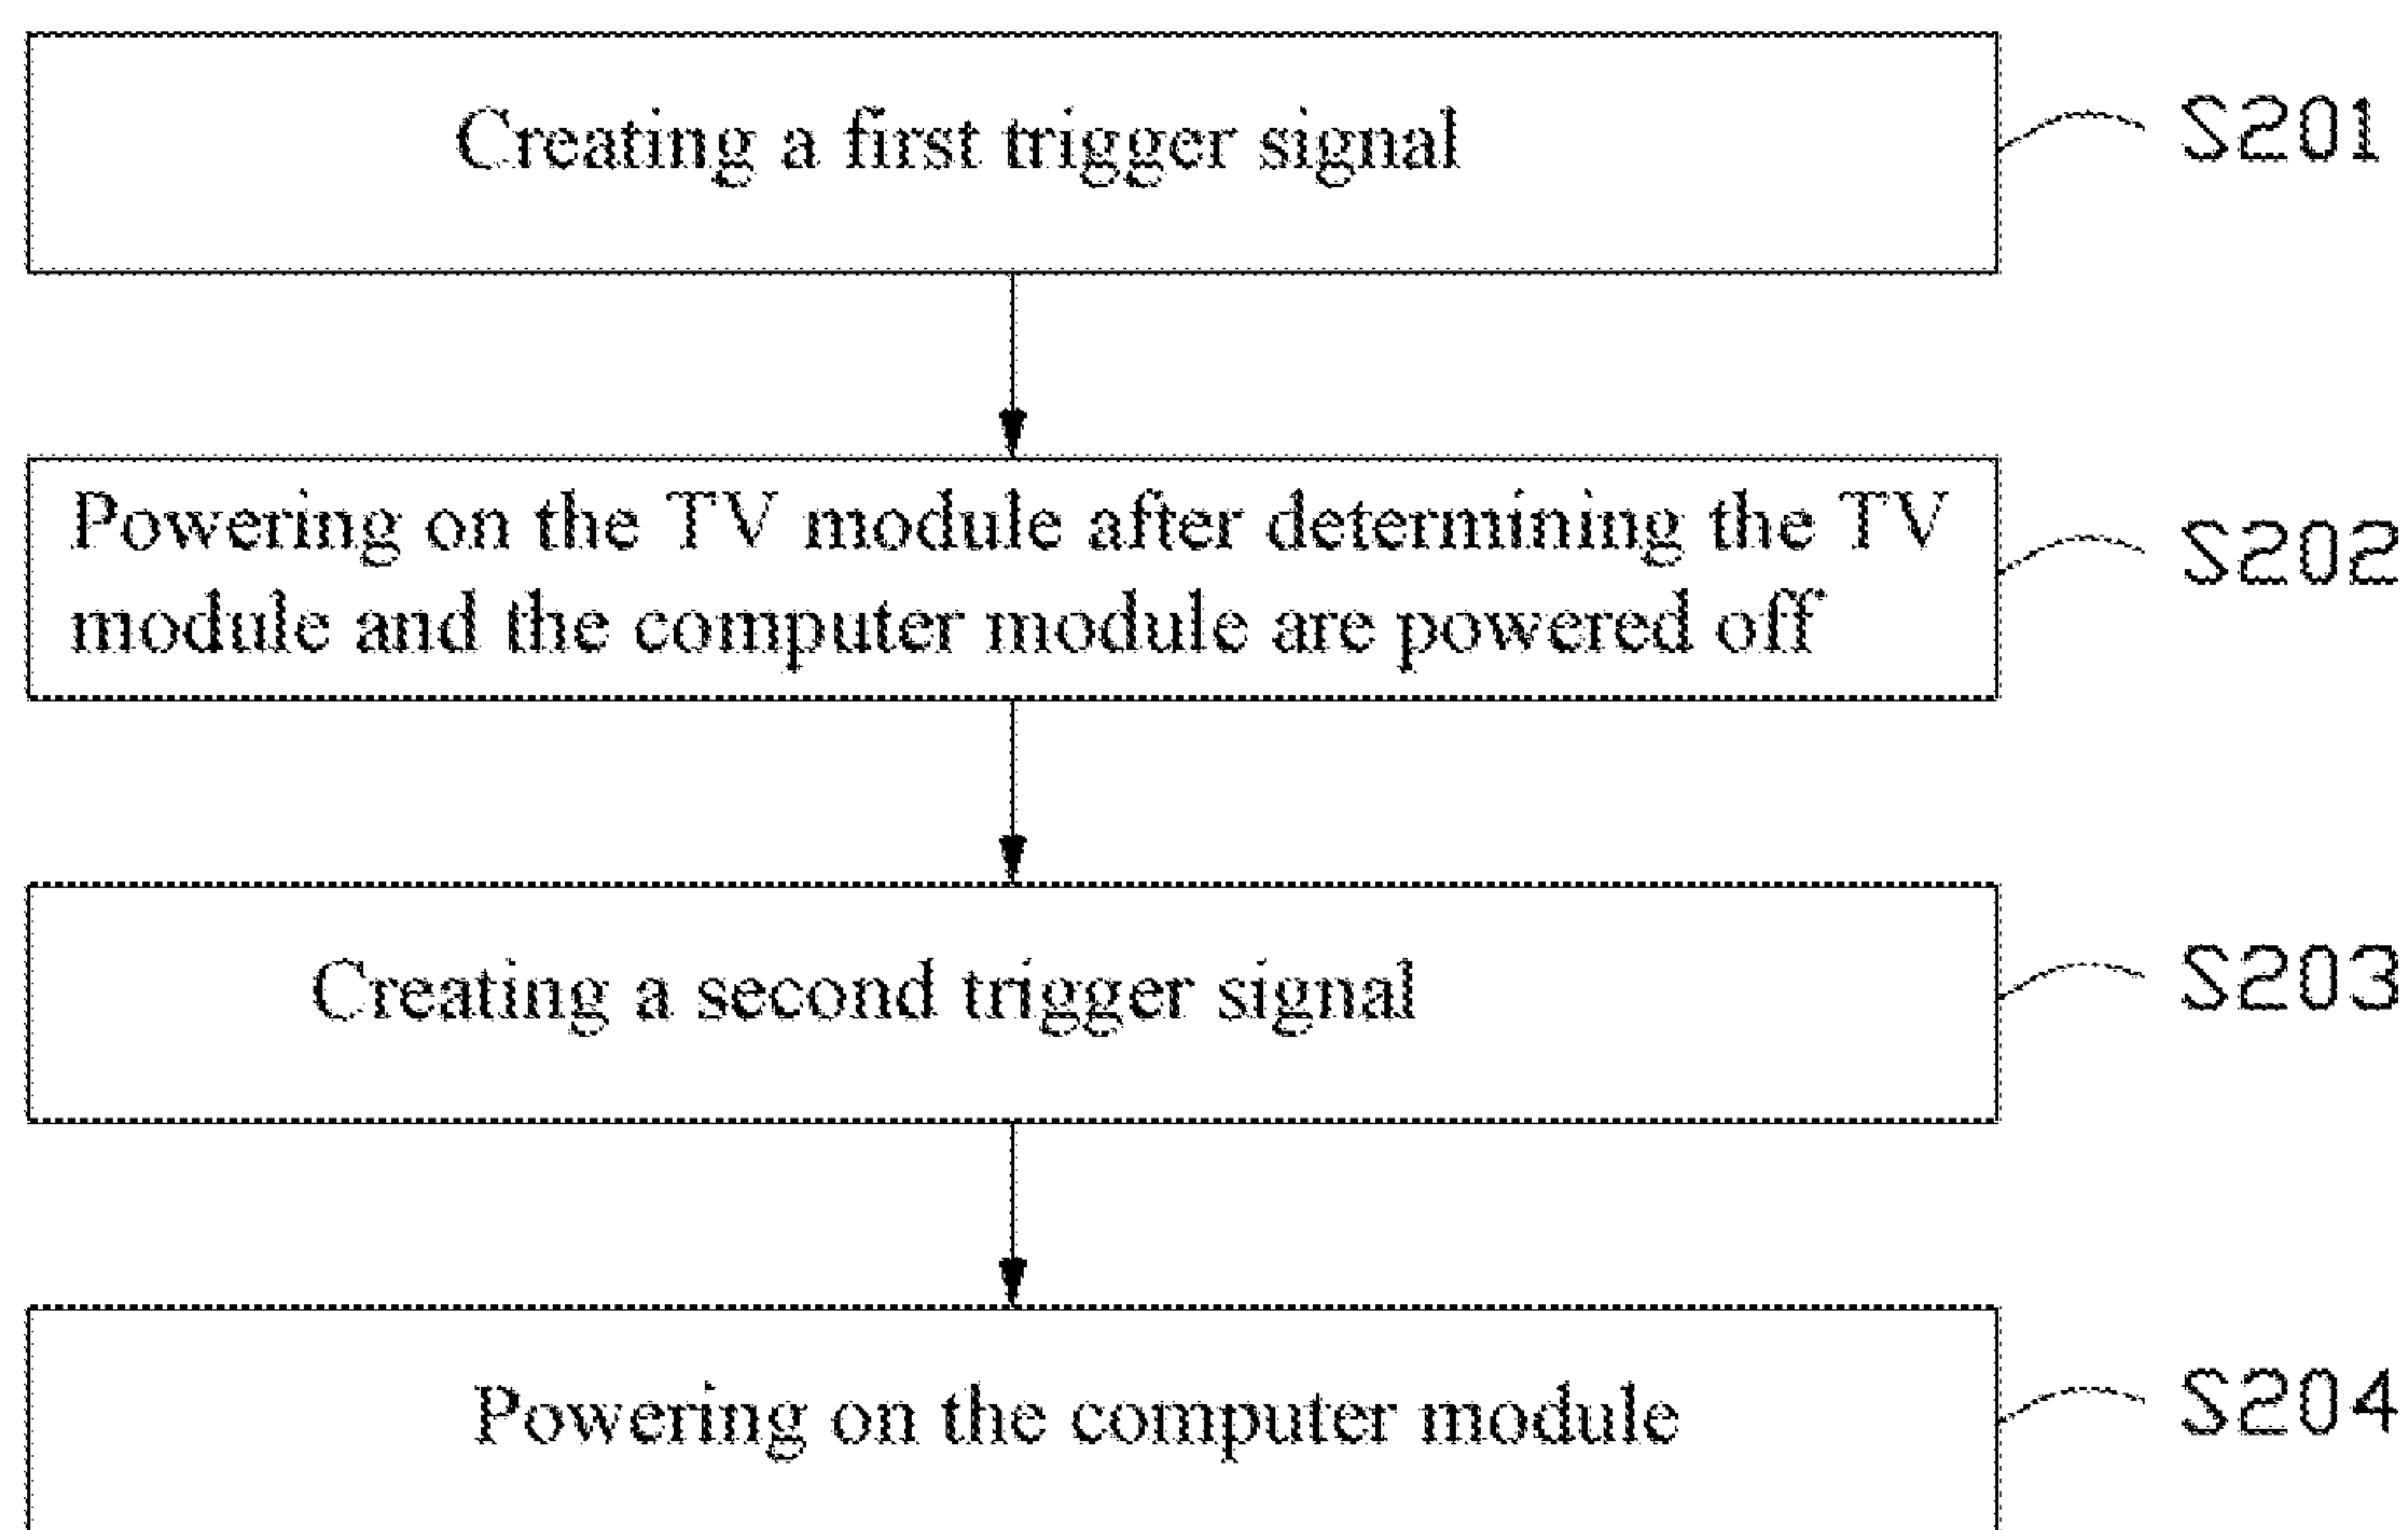 Creating a first trigger signal
S201
Powering on the TV module after determining the TV
module and the computer module are powered off
S202
Creating a second trigger signal
S203
Powering on the computer module
S204